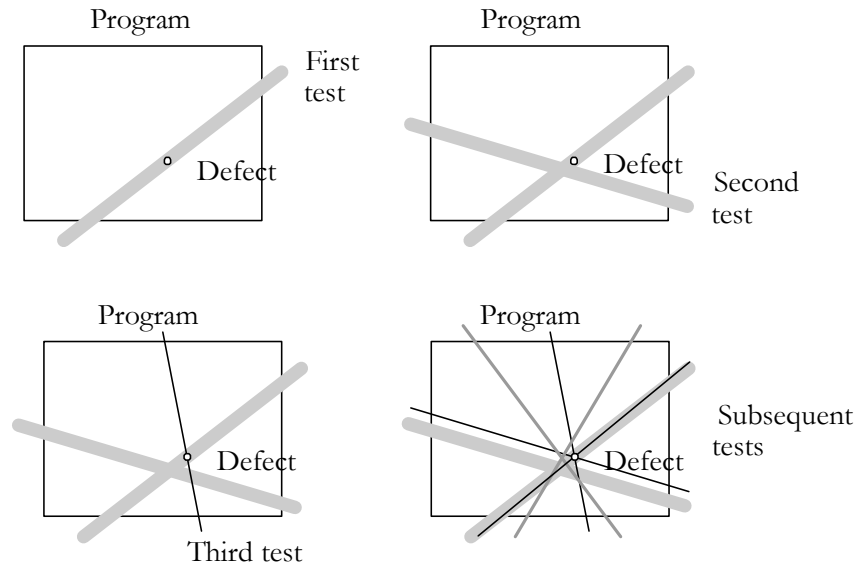 Program
First
test
Defect
Program
Defect
Second
test
Program
Defect
Third test
Program
Defect
Subsequent
tests